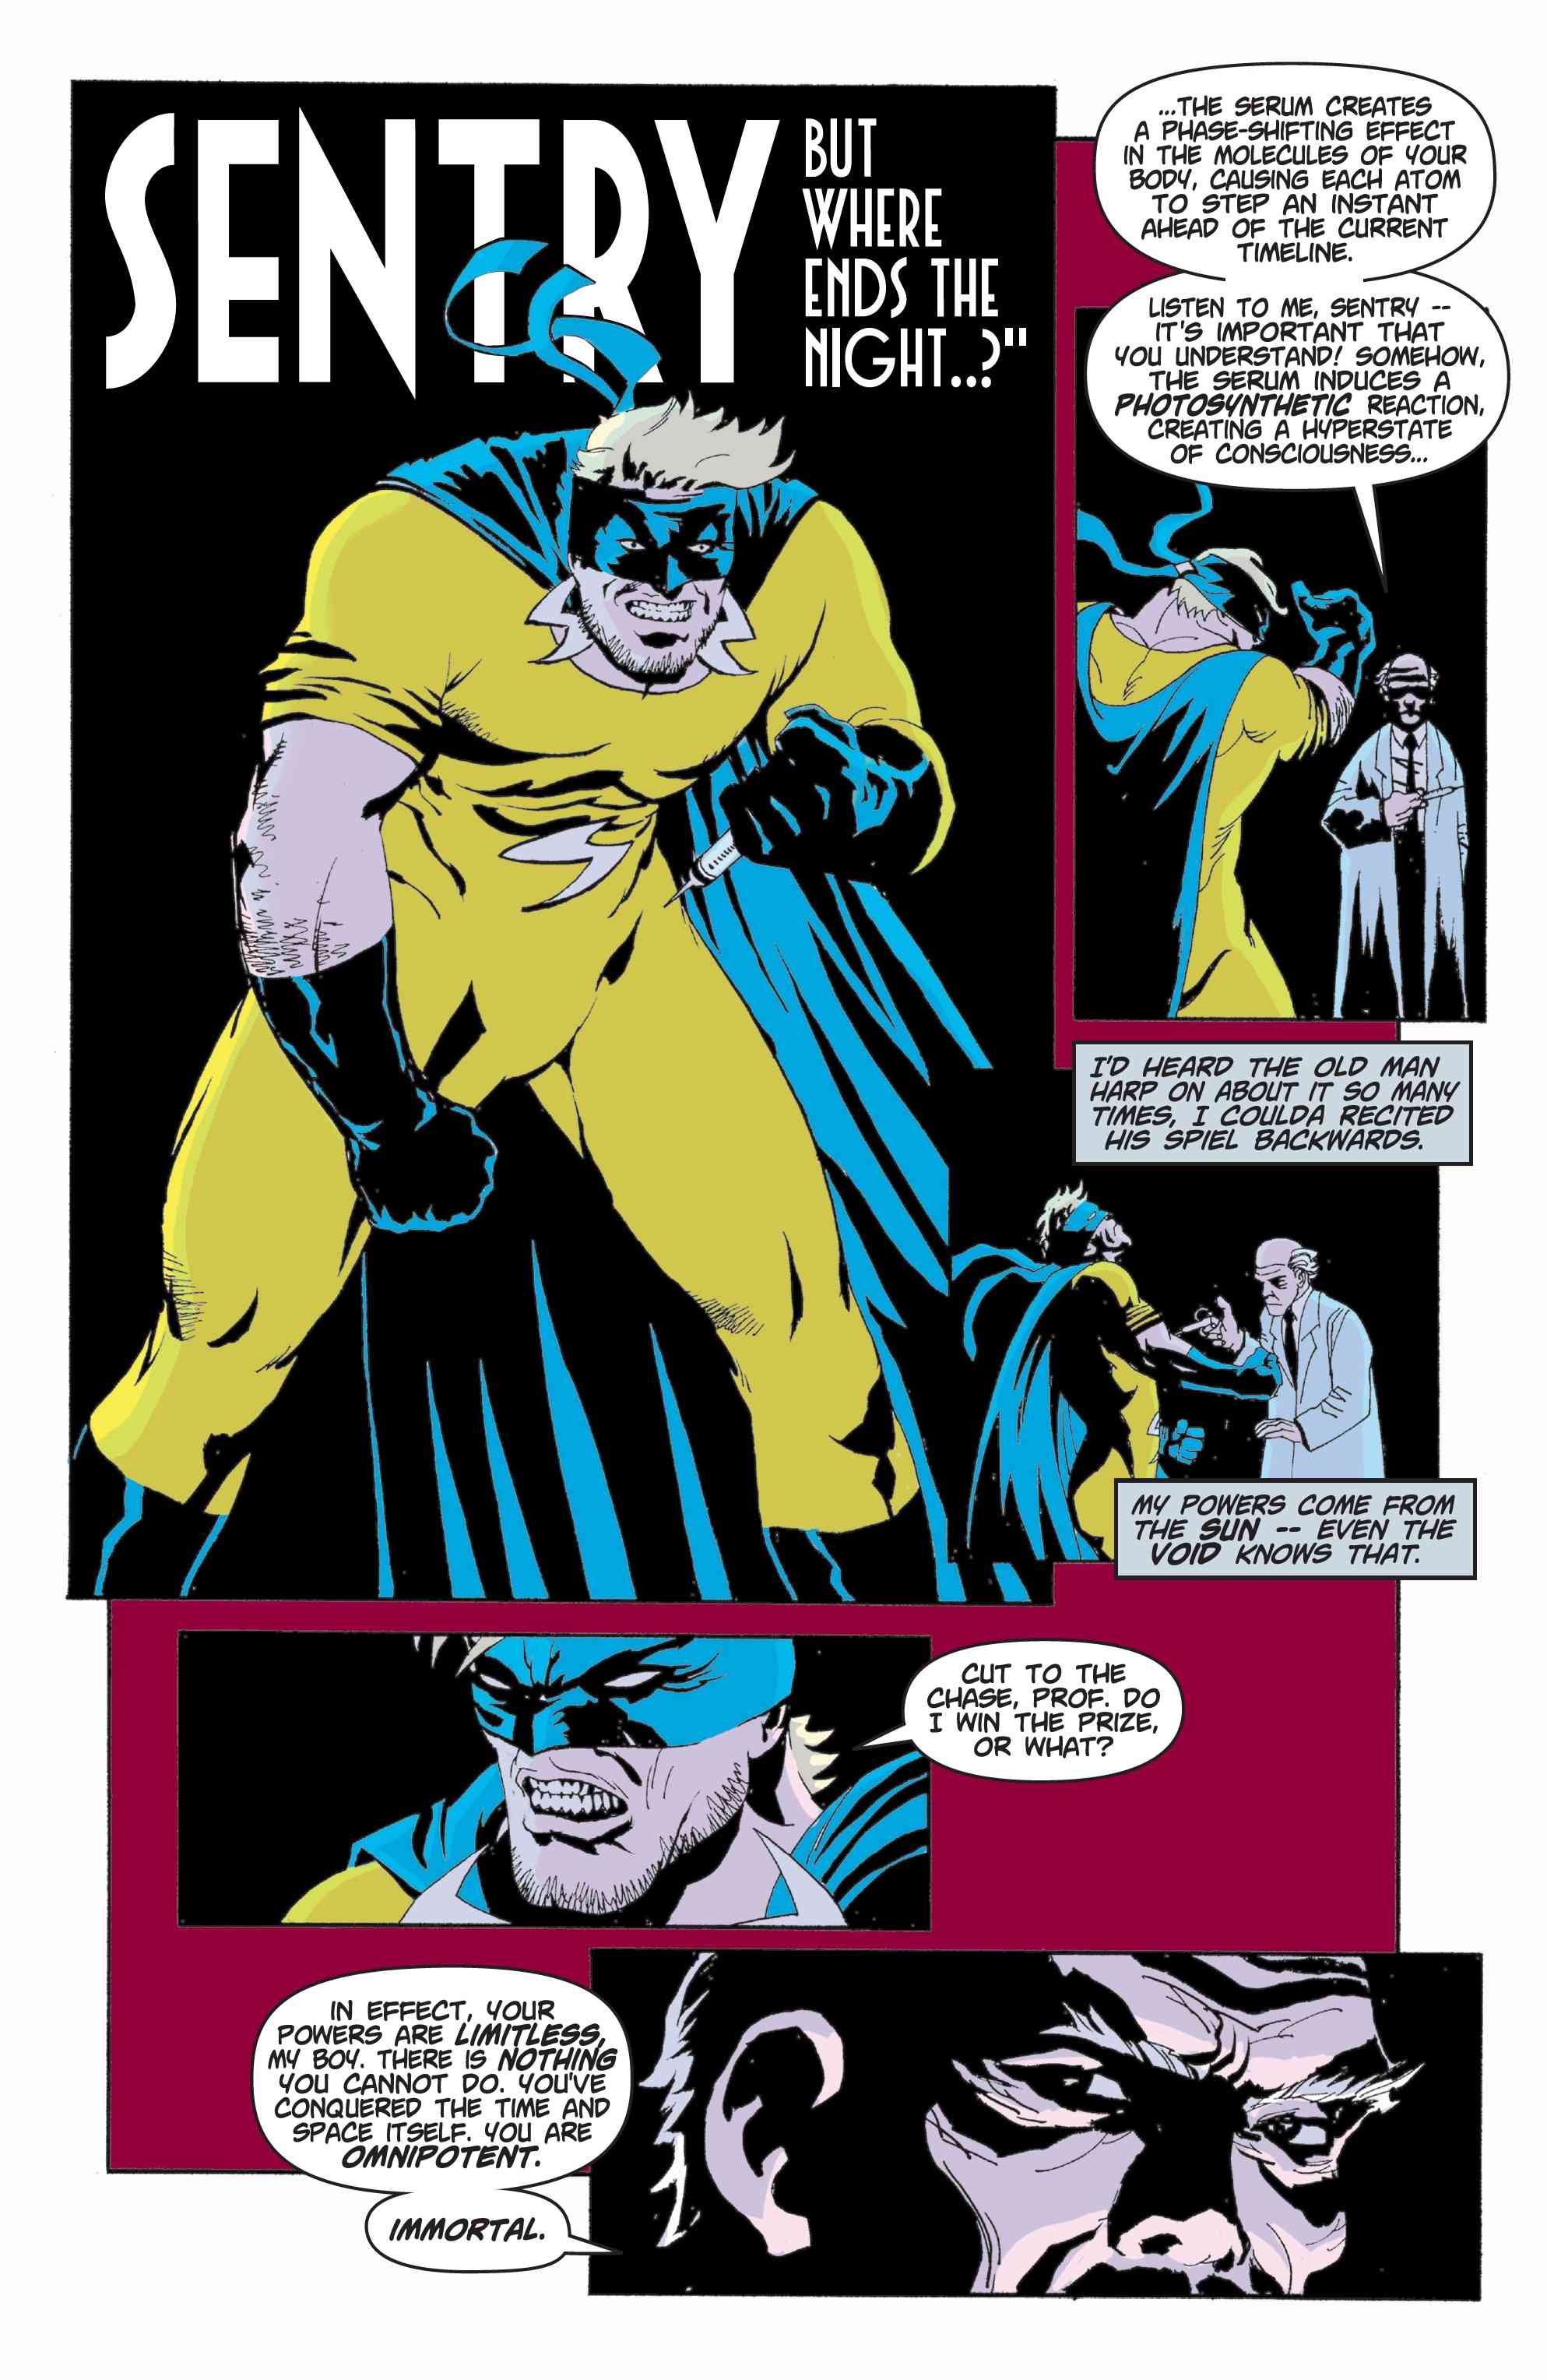 SENTRY
BUT
WHERE
ENDS THE
NIGHT..?"
...THE SERUM CREATES
A PHASE-SHIFTING EFFECT
IN THE MOLECULES OF YOUR
BODY, CAUSING EACH ATOM
TO STEP AN INSTANT
AHEAD OF THE CURRENT
TIMELINE.
LISTEN TO ME, SENTRY --
IT'S IMPORTANT THAT
YOU UNDERSTAND! SOMEHOW,
THE SERUM INDUCES A
PHOTOSYNTHETIC REACTION,
CREATING A HYPERSTATE
OF CONSCIOUSNESS...
I'D HEARD THE OLD MAN
HARP ON ABOUT IT SO MANY
TIMES, I COULDA RECITED
HIS SPIEL BACKWARDS.
MY POWERS COME FROM
THE SUN -- EVEN THE
VOID KNOWS THAT.
CUT TO THE
CHASE, PROF. DO
I WIN THE PRIZE,
OR WHAT?
IN EFFECT, YOUR
POWERS ARE LIMITLESS,
MY BOY. THERE IS NOTHING
YOU CANNOT DO. YOU'VE
CONQUERED THE TIME AND
SPACE ITSELF. YOU ARE
OMNIPOTENT.
IMMORTAL.